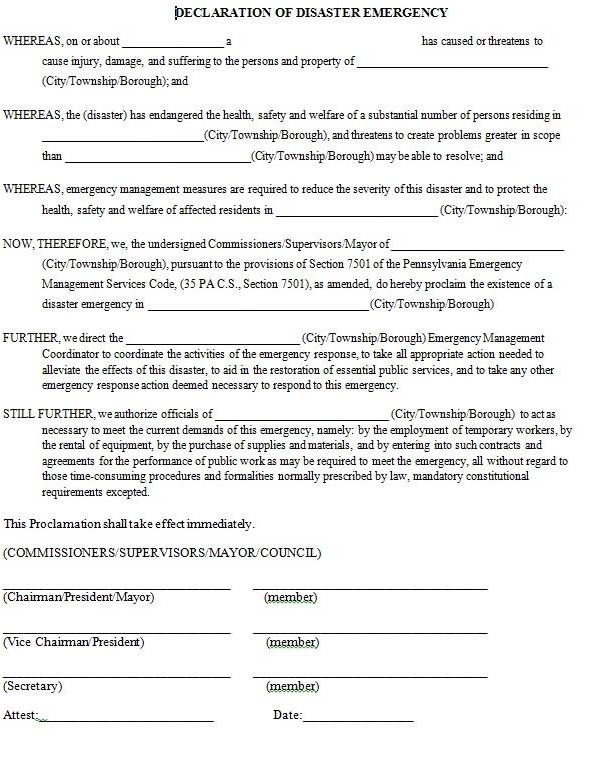 DECLARATION OF DISASTER EMERGENCY
WHEREAS, on or about _________________ a has caused or threatens to
cause injury, damage, and suffering to the persons and property of ________________________________
(City/Township/Borough); and
WHEREAS, the (disaster) has endangered the health, safety and welfare of a substantial number of persons residing in
___________________________(City/Township/Borough), and threatens to create problems greater in scope
than _______________________________(City/Township/Borough) may be able to resolve; and
WHEREAS, emergency management measures are required to reduce the severity of this disaster and to protect the
health, safety and welfare of affected residents in ___________________________ (City/Township/Borough):
NOW, THEREFORE, we, the undersigned Commissioners/Supervisors/Mayor of _____________________________
(City/Township/Borough), pursuant to the provisions of Section 7501 of the Pennsylvania Emergency
Management Services Code, (35 PA C.S., Section 7501), as amended, do hereby proclaim the existence of a
disaster emergency in _____________________________________(City/Township/Borough)
FURTHER, we direct the _____________________________ (City/Township/Borough) Emergency Management
Coordinator to coordinate the activities of the emergency response, to take all appropriate action needed to
alleviate the effects of this disaster, to aid in the restoration of essential public services, and to take any other
emergency response action deemed necessary to respond to this emergency.
STILL FURTHER, we authorize officials of _____________________________ (City/Township/Borough) to act as
necessary to meet the current demands of this emergency, namely: by the employment of temporary workers, by
the rental of equipment, by the purchase of supplies and materials, and by entering into such contracts and
agreements for the performance of public work as may be required to meet the emergency, all without regard to
those time-consuming procedures and formalities normally prescribed by law, mandatory constitutional
requirements excepted.
This Proclamation shall take effect immediately.
(COMMISSIONERS/SUPERVISORS/MAYOR/COUNCIL)
______________________________________ _______________________________________
(Chairman/President/Mayor) (member)
______________________________________ _______________________________________
(Vice Chairman/President) (member)
______________________________________ _______________________________________
(Secretary) (member)
Attest:_____________________________ Date:__________________